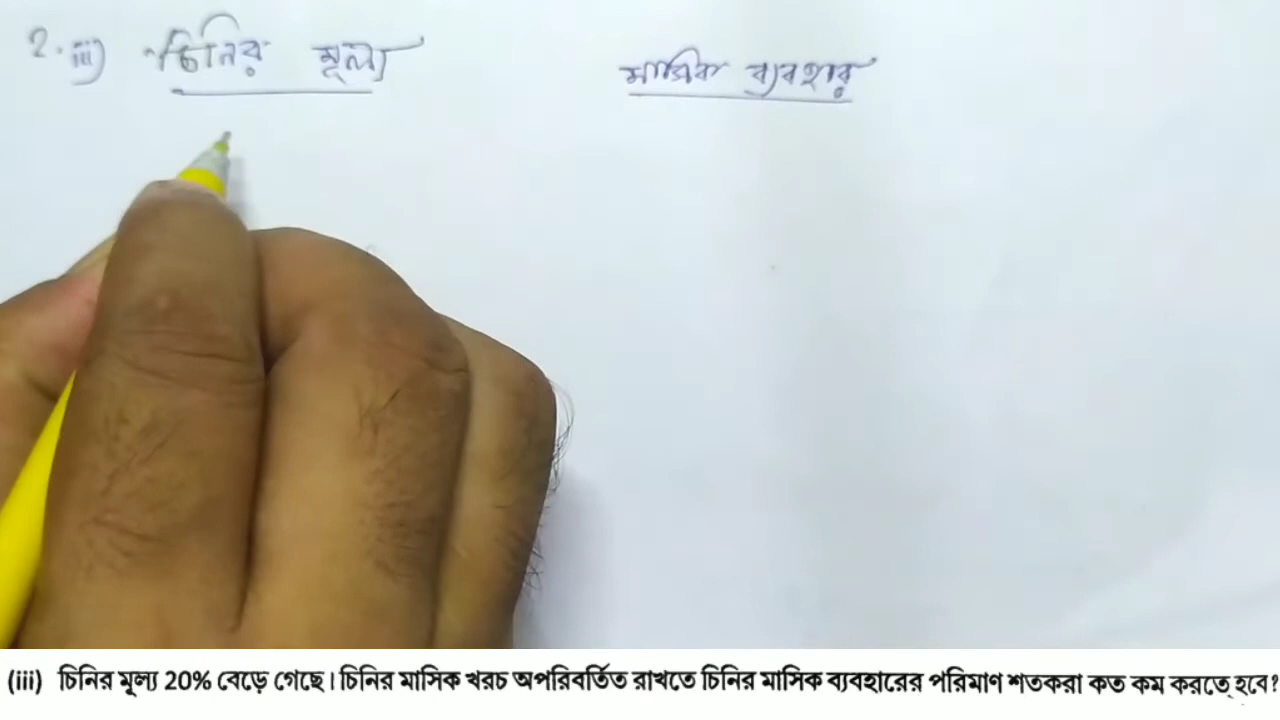 2. iii) চিনির মূল্য
মাসিক ব্যবহার
(iii) চিনির মূল্য 20% বেড়ে গেছে। চিনির মাসিক খরচ অপরিবর্তিত রাখতে চিনির মাসিক ব্যবহারের পরিমাণ শতকরা কত কম করতে হবে?